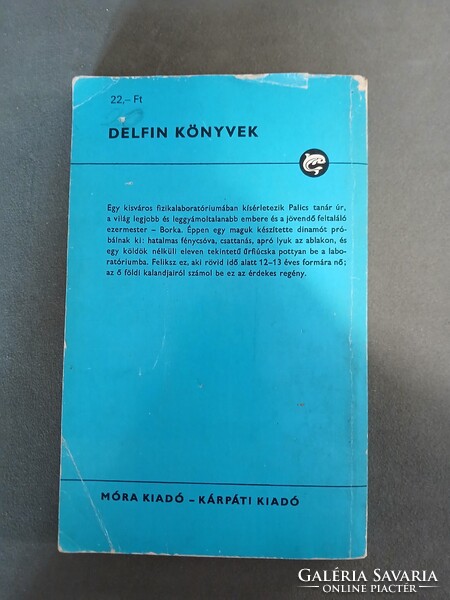 22,– Ft
DELFIN KÖNYVEK
Egy kisváros fizikalaboratóriumában kísérletezik Palics tanár úr,
a világ legjobb és leggyámoltalanabb embere és a jövendő feltaláló
ezermester – Borka. Éppen egy maguk készítette dinamót pró-
bálnak ki: hatalmas fénycsóva, csattanás, apró lyuk az ablakon, és
egy köldök nélküli eleven tekintetű űrfiúcska pottyan be a labo-
ratóriumba. Feliksz ez, aki rövid idő alatt 12–13 éves formára nő;
az ő földi kalandjairól számol be ez az érdekes regény.
MÓRA KIADÓ – KÁRPÁTI KIADÓ
GALÉRIA SAVARIA
ONLINE PIACTÉR